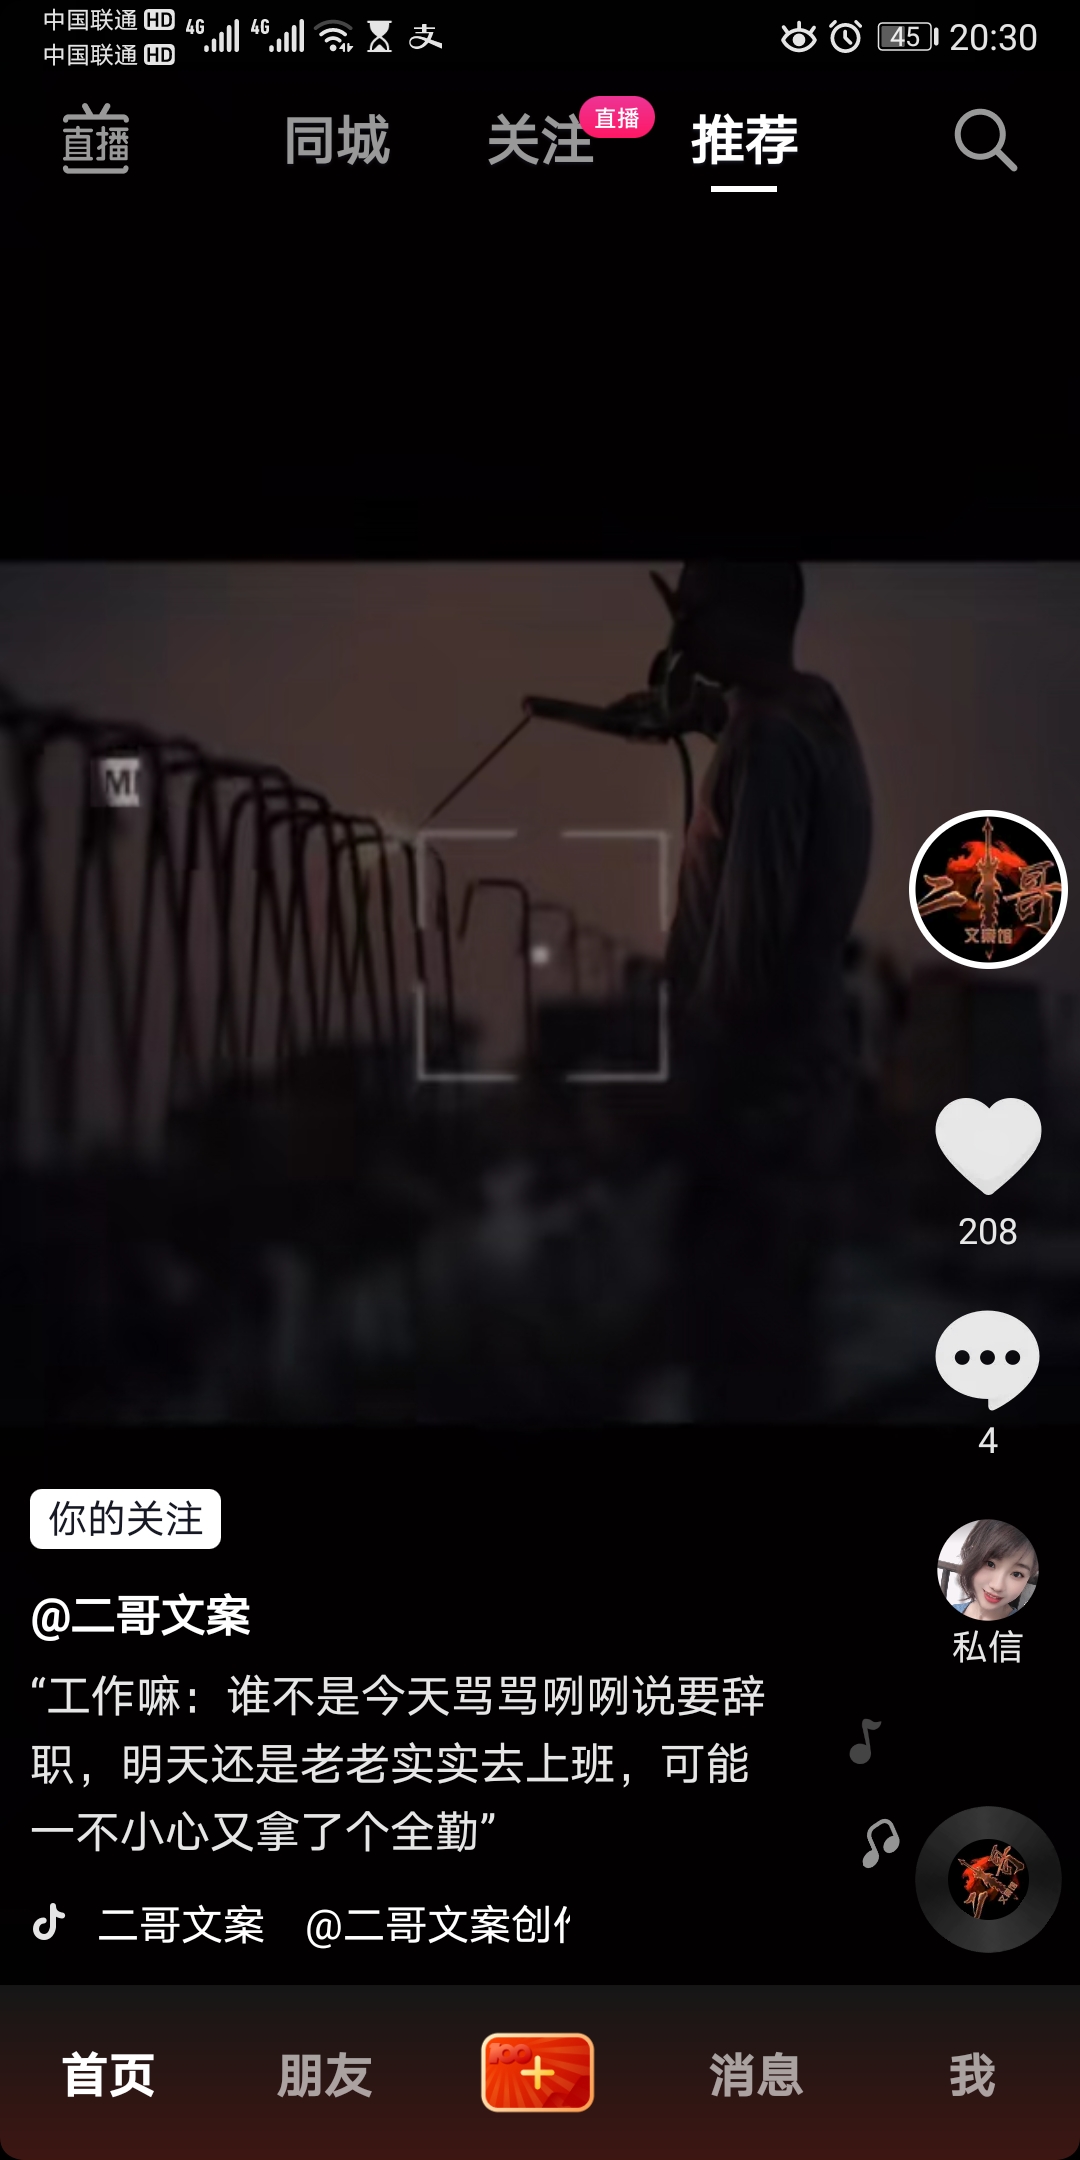 中国联通 HD 4G 4G 支 45 20:30
中国联通 HD
直播 同城 关注 直播 推荐
M
二哥
文案馆
208
4
你的关注
@二哥文案
私信
“工作嘛：谁不是今天骂骂咧咧说要辞
职，明天还是老老实实去上班，可能
一不小心又拿了个全勤”
二哥文案 @二哥文案创作
首页 朋友 100 + 消息 我